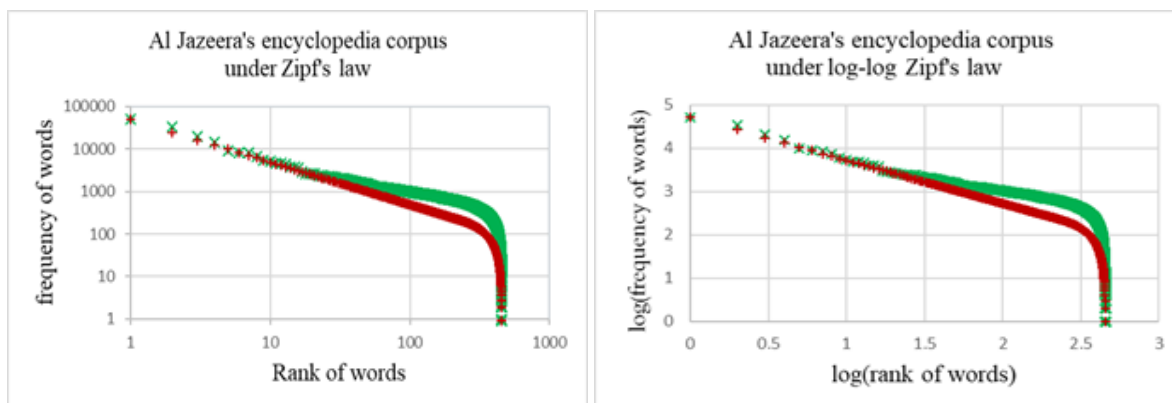 Al Jazeera's encyclopedia corpus
under Zipf's law
frequency of words
100000
10000
1000
100
10
1
1
10
100
1000
Rank of words
Al Jazeera's encyclopedia corpus
under log-log Zipf's law
log(frequency of words)
5
4
3
2
1
0
0
0.5
1
1.5
2
2.5
3
log(rank of words)